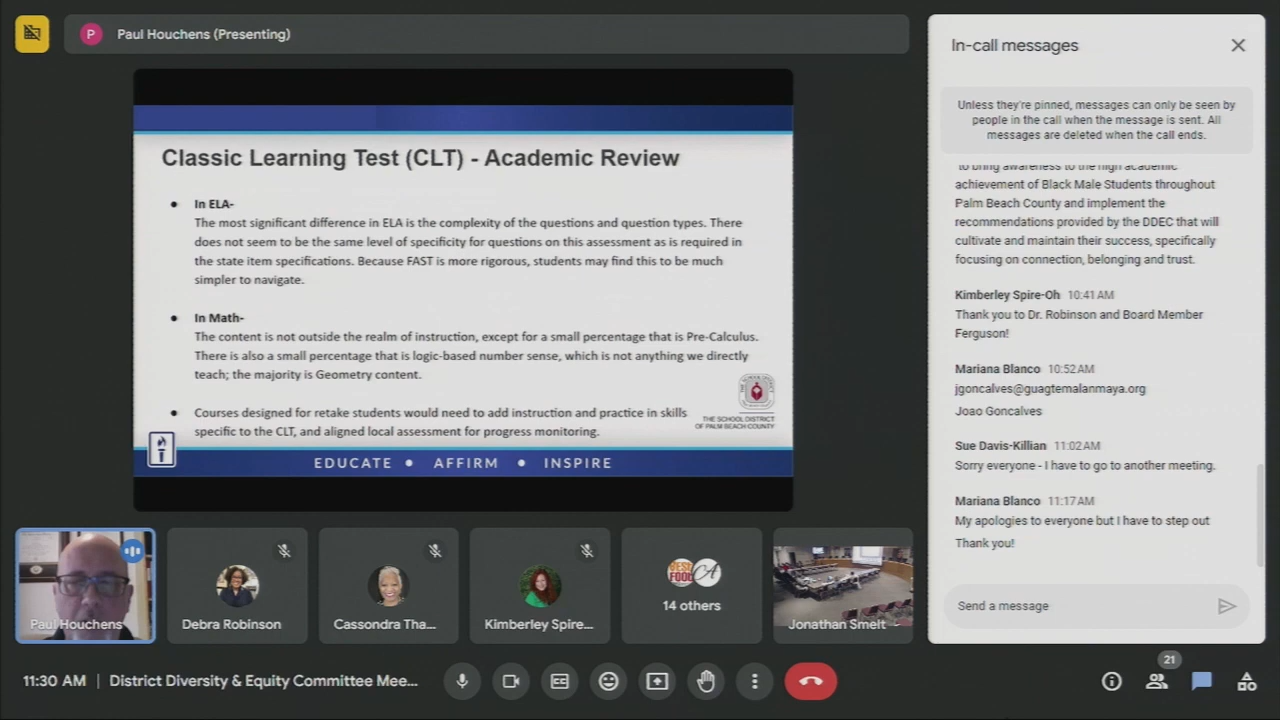 P Paul Houchens (Presenting)
Classic Learning Test (CLT) - Academic Review
• In ELA-
The most significant difference in ELA is the complexity of the questions and question types. There
does not seem to be the same level of specificity for questions on this assessment as is required in
the state item specifications. Because FAST is more rigorous, students may find this to be much
simpler to navigate.
• In Math-
The content is not outside the realm of instruction, except for a small percentage that is Pre-Calculus.
There is also a small percentage that is logic-based number sense, which is not anything we directly
teach; the majority is Geometry content.
• Courses designed for retake students would need to add instruction and practice in skills
specific to the CLT, and aligned local assessment for progress monitoring.
THE SCHOOL DISTRICT
OF PALM BEACH COUNTY
EDUCATE • AFFIRM • INSPIRE
In-call messages
Unless they're pinned, messages can only be seen by
people in the call when the message is sent. All
messages are deleted when the call ends.
to bring awareness to the high academic
achievement of Black Male Students throughout
Palm Beach County and implement the
recommendations provided by the DDEC that will
cultivate and maintain their success, specifically
focusing on connection, belonging and trust.
Kimberley Spire-Oh 10:41 AM
Thank you to Dr. Robinson and Board Member
Ferguson!
Mariana Blanco 10:52 AM
jgoncalves@guagtemalanmaya.org
Joao Goncalves
Sue Davis-Killian 11:02 AM
Sorry everyone - I have to go to another meeting.
Mariana Blanco 11:17 AM
My apologies to everyone but I have to step out
Thank you!
Send a message
Paul Houchens
Debra Robinson
Cassondra Tha...
Kimberley Spire...
14 others
Jonathan Smelt
11:30 AM | District Diversity & Equity Committee Mee...
21